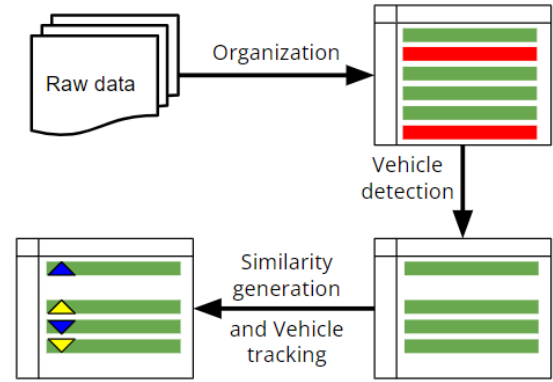 Organization
Raw data
Vehicle
detection
Similarity
generation
and Vehicle
tracking